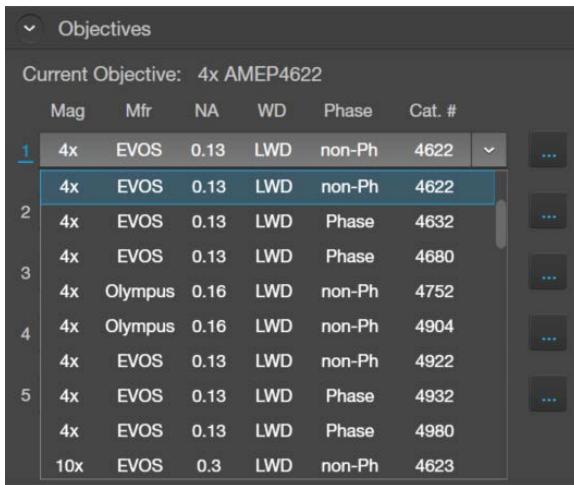 Objectives
Current Objective: 4x AMEP4622
Mag Mfr NA WD Phase Cat. #
1 4x EVOS 0.13 LWD non-Ph 4622 ...
4x EVOS 0.13 LWD non-Ph 4622
2 4x EVOS 0.13 LWD Phase 4632 ...
4x EVOS 0.13 LWD Phase 4680
3 4x Olympus 0.16 LWD non-Ph 4752 ...
4x Olympus 0.16 LWD non-Ph 4904
4 4x EVOS 0.13 LWD non-Ph 4922 ...
5 4x EVOS 0.13 LWD Phase 4932 ...
4x EVOS 0.13 LWD Phase 4980
10x EVOS 0.3 LWD non-Ph 4623